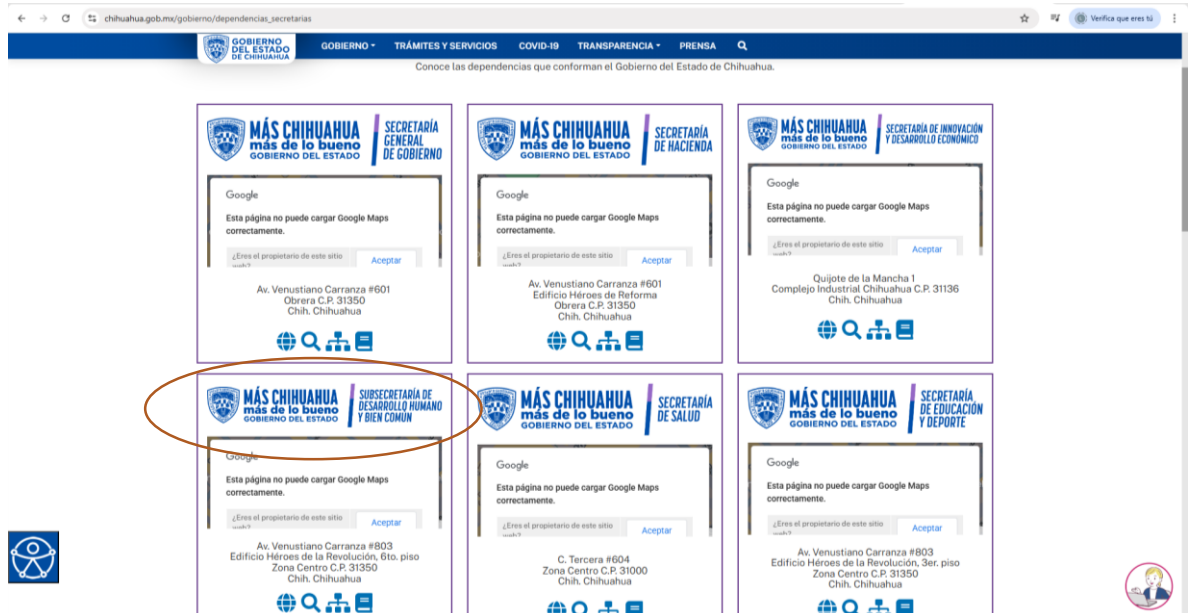 chihuahua.gob.mx/gobierno/dependencias_secretarias
Verifica que eres tú
GOBIERNO
DEL ESTADO
DE CHIHUAHUA
GOBIERNO
TRÁMITES Y SERVICIOS
COVID-19
TRANSPARENCIA
PRENSA
Conoce las dependencias que conforman el Gobierno del Estado de Chihuahua.
MÁS CHIHUAHUA
más de lo bueno
GOBIERNO DEL ESTADO
SECRETARÍA
GENERAL
DE GOBIERNO
Google
Esta página no puede cargar Google Maps
correctamente.
¿Eres el propietario de este sitio
web?
Aceptar
Av. Venustiano Carranza #601
Obrera C.P. 31350
Chih. Chihuahua
MÁS CHIHUAHUA
más de lo bueno
GOBIERNO DEL ESTADO
SECRETARÍA
DE HACIENDA
Google
Esta página no puede cargar Google Maps
correctamente.
¿Eres el propietario de este sitio
web?
Aceptar
Av. Venustiano Carranza #601
Edificio Héroes de Reforma
Obrera C.P. 31350
Chih. Chihuahua
MÁS CHIHUAHUA
más de lo bueno
GOBIERNO DEL ESTADO
SECRETARÍA DE INNOVACIÓN
Y DESARROLLO ECONÓMICO
Google
Esta página no puede cargar Google Maps
correctamente.
¿Eres el propietario de este sitio
web?
Aceptar
Quijote de la Mancha 1
Complejo Industrial Chihuahua C.P. 31136
Chih. Chihuahua
MÁS CHIHUAHUA
más de lo bueno
GOBIERNO DEL ESTADO
SUBSECRETARÍA DE
DESARROLLO HUMANO
Y BIEN COMUN
Google
Esta página no puede cargar Google Maps
correctamente.
¿Eres el propietario de este sitio
web?
Aceptar
Av. Venustiano Carranza #803
Edificio Héroes de la Revolución, 6to. piso
Zona Centro C.P. 31350
Chih. Chihuahua
MÁS CHIHUAHUA
más de lo bueno
GOBIERNO DEL ESTADO
SECRETARÍA
DE SALUD
Google
Esta página no puede cargar Google Maps
correctamente.
¿Eres el propietario de este sitio
web?
Aceptar
C. Tercera #604
Zona Centro C.P. 31000
Chih. Chihuahua
MÁS CHIHUAHUA
más de lo bueno
GOBIERNO DEL ESTADO
SECRETARÍA
DE EDUCACIÓN
Y DEPORTE
Google
Esta página no puede cargar Google Maps
correctamente.
¿Eres el propietario de este sitio
web?
Aceptar
Av. Venustiano Carranza #803
Edificio Héroes de la Revolución, 3er. piso
Zona Centro C.P. 31350
Chih. Chihuahua